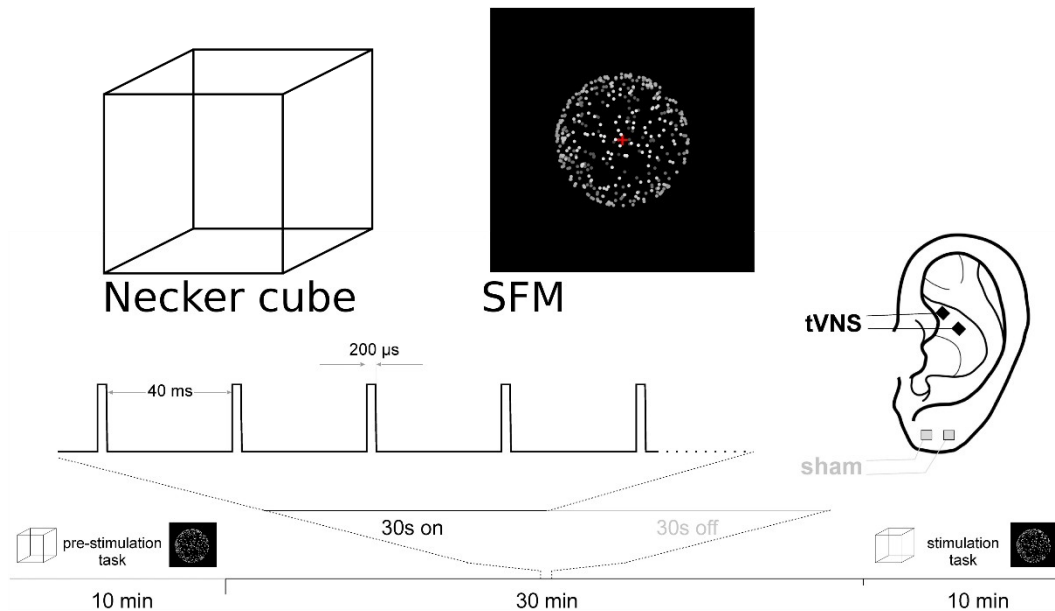 Necker cube
SFM
tVNS
sham
200 µs
40 ms
30s on
30s off
pre-stimulation
task
stimulation
task
10 min
30 min
10 min